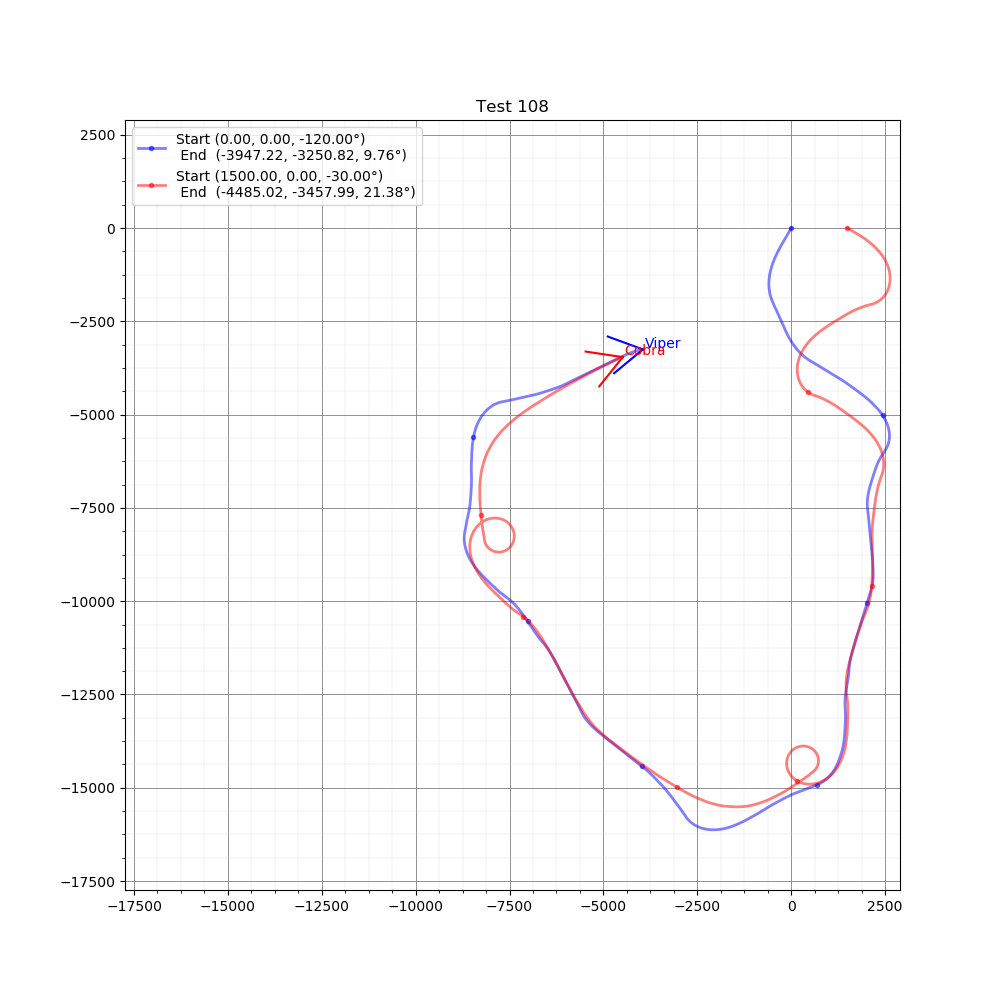 Test 108
Start (0.00, 0.00, -120.00°)
End (-3947.22, -3250.82, 9.76°)
Start (1500.00, 0.00, -30.00°)
End (-4485.02, -3457.99, 21.38°)
2500
0
−2500
−5000
−7500
−10000
−12500
−15000
−17500
Viper
Cobra
−17500 −15000 −12500 −10000 −7500 −5000 −2500 0 2500